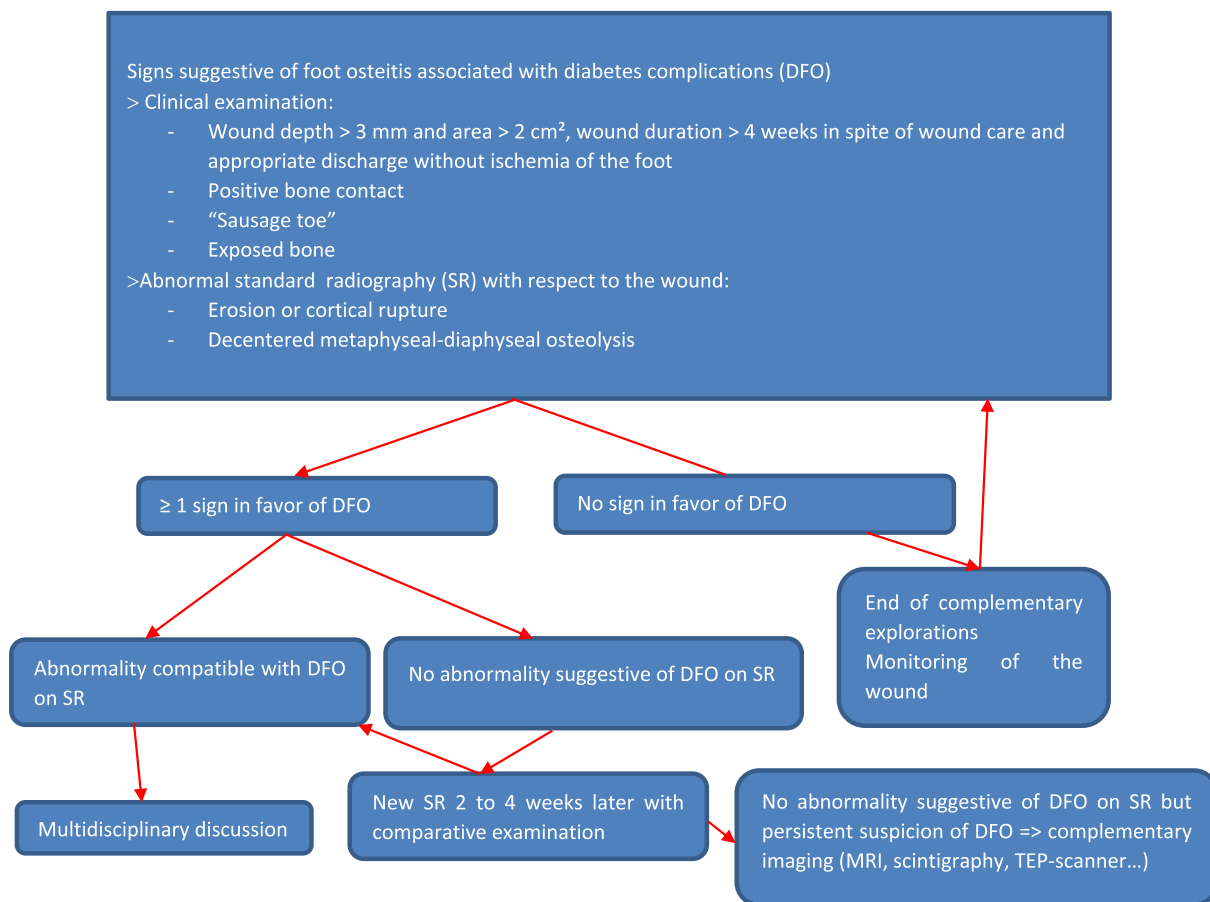 Signs suggestive of foot osteitis associated with diabetes complications (DFO)
> Clinical examination:
- Wound depth > 3 mm and area > 2 cm², wound duration > 4 weeks in spite of wound care and
appropriate discharge without ischemia of the foot
- Positive bone contact
- “Sausage toe”
- Exposed bone
>Abnormal standard radiography (SR) with respect to the wound:
- Erosion or cortical rupture
- Decentered metaphyseal-diaphyseal osteolysis
≥ 1 sign in favor of DFO
No sign in favor of DFO
End of complementary
explorations
Monitoring of the
wound
Abnormality compatible with DFO
on SR
No abnormality suggestive of DFO on SR
Multidisciplinary discussion
New SR 2 to 4 weeks later with
comparative examination
No abnormality suggestive of DFO on SR but
persistent suspicion of DFO => complementary
imaging (MRI, scintigraphy, TEP-scanner…)